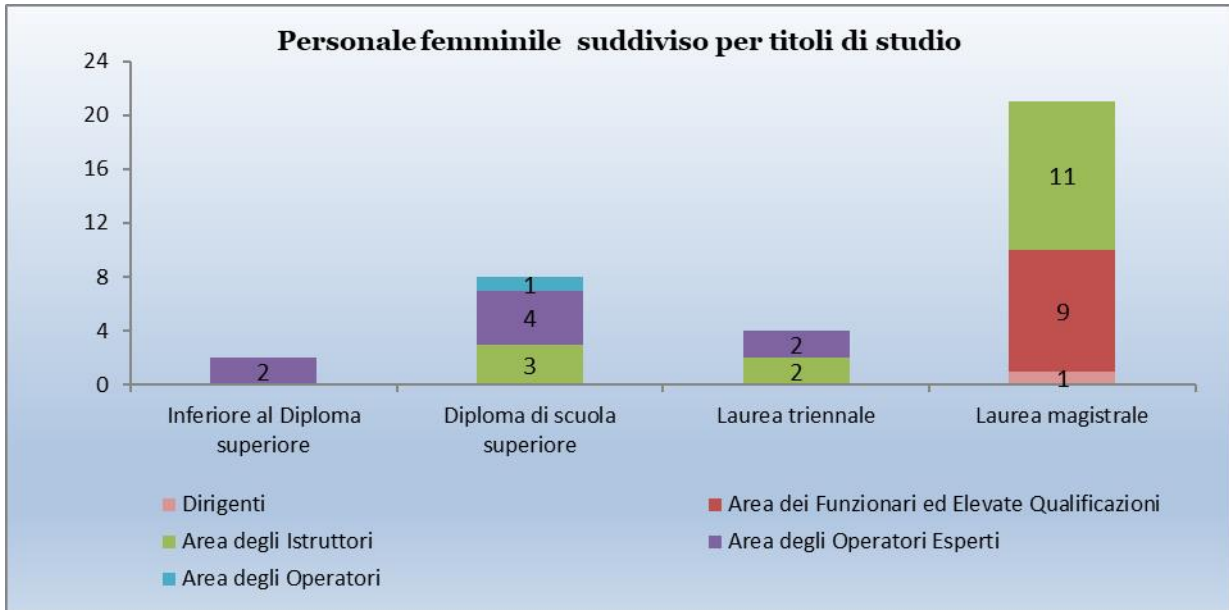 Personale femminile suddiviso per titoli di studio
24
20
16
12
8
4
0
2
1
4
3
2
2
11
9
1
Inferiore al Diploma
superiore
Diploma di scuola
superiore
Laurea triennale
Laurea magistrale
Dirigenti
Area dei Funzionari ed Elevate Qualificazioni
Area degli Istruttori
Area degli Operatori Esperti
Area degli Operatori